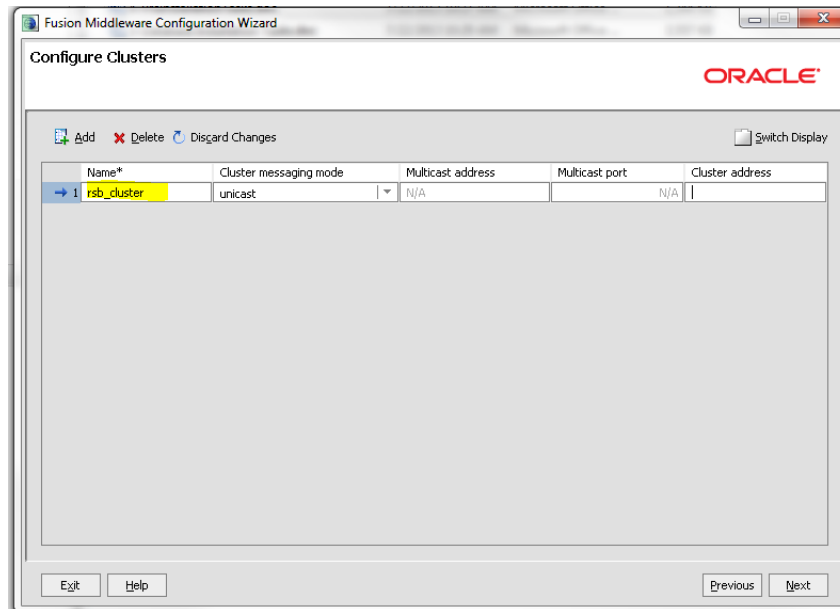 Fusion Middleware Configuration Wizard
Configure Clusters
ORACLE
Add Delete Discard Changes Switch Display
Name* Cluster messaging mode Multicast address Multicast port Cluster address
1 rsb_cluster unicast N/A N/A
Exit Help Previous Next